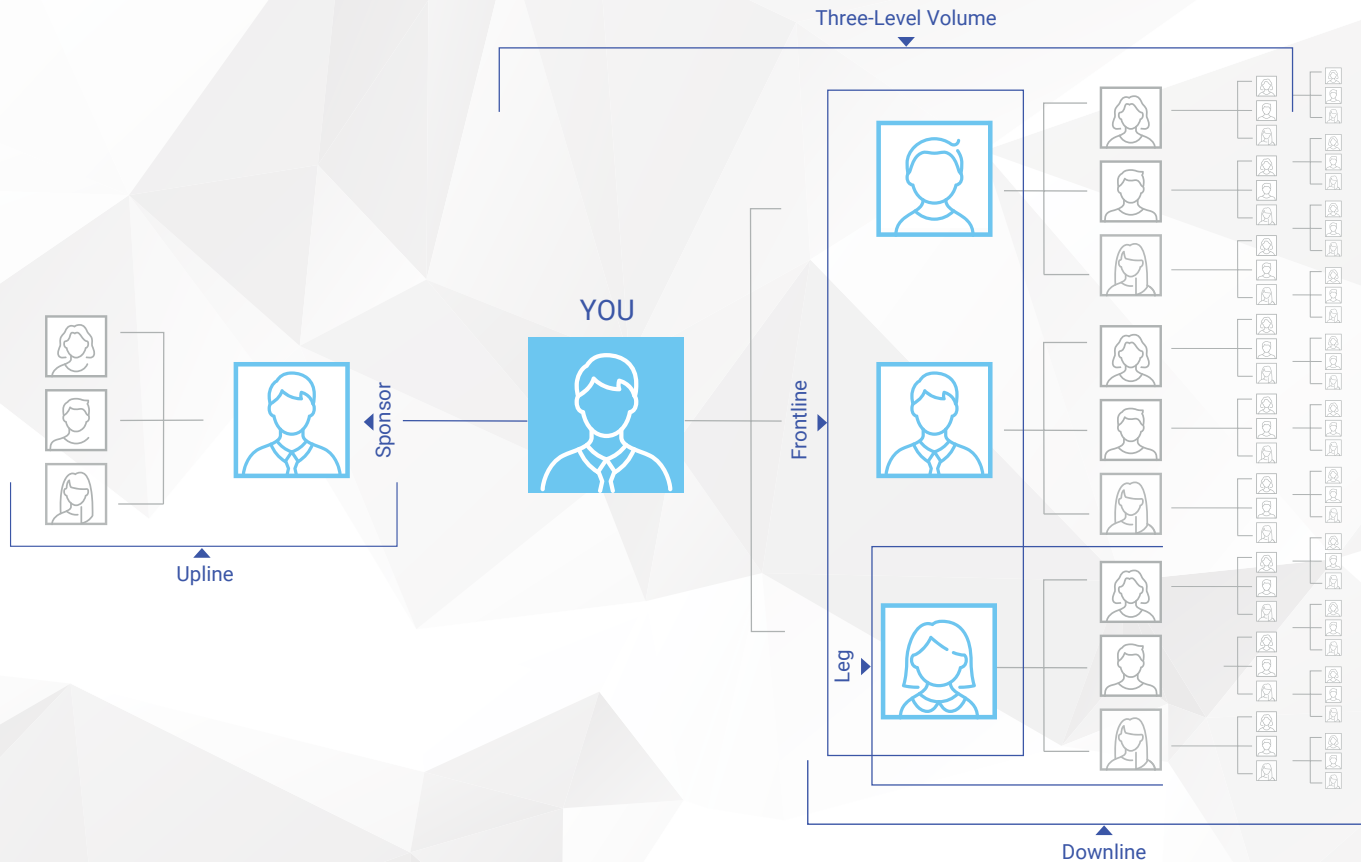 Three-Level Volume
YOU
Sponsor
Upline
Frontline
Leg
Downline